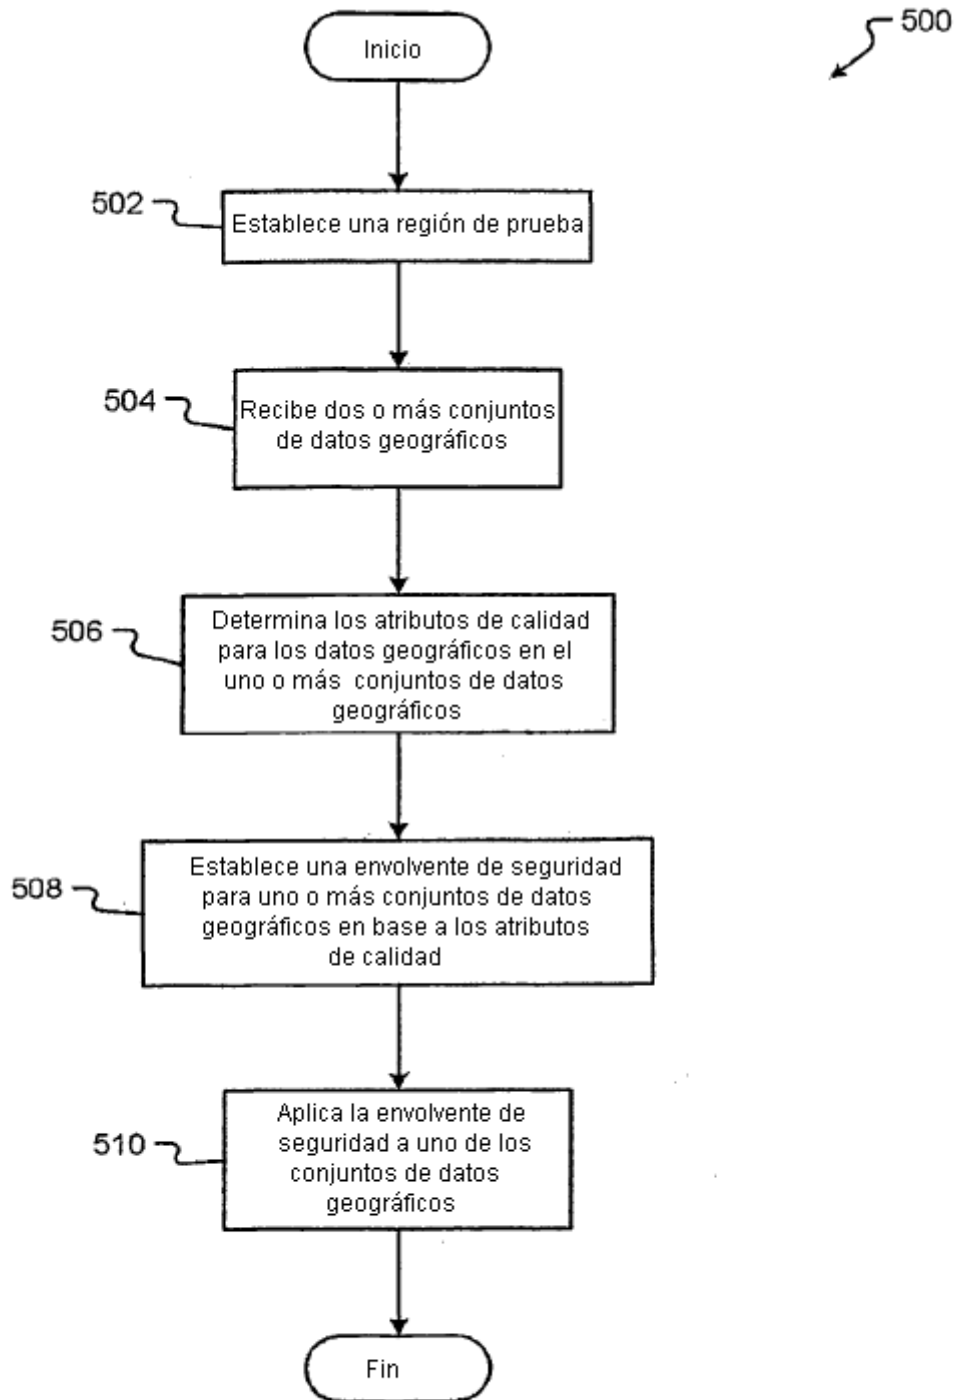 Inicio
500
502
Establece una región de prueba
504
Recibe dos o más conjuntos
de datos geográficos
506
Determina los atributos de calidad
para los datos geográficos en el
uno o más conjuntos de datos
geográficos
508
Establece una envolvente de seguridad
para uno o más conjuntos de datos
geográficos en base a los atributos
de calidad
510
Aplica la envolvente de
seguridad a uno de los
conjuntos de datos
geográficos
Fin